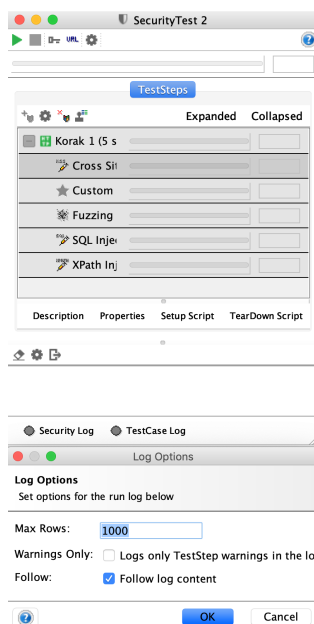 SecurityTest 2
URL
TestSteps
Expanded Collapsed
Korak 1 (5 s
Cross Sit
Custom
Fuzzing
SQL Inje
XPath Inj
Description Properties Setup Script TearDown Script
Security Log TestCase Log
Log Options
Log Options
Set options for the run log below
Max Rows: 1000
Warnings Only: Logs only TestStep warnings in the lo
Follow: Follow log content
OK Cancel